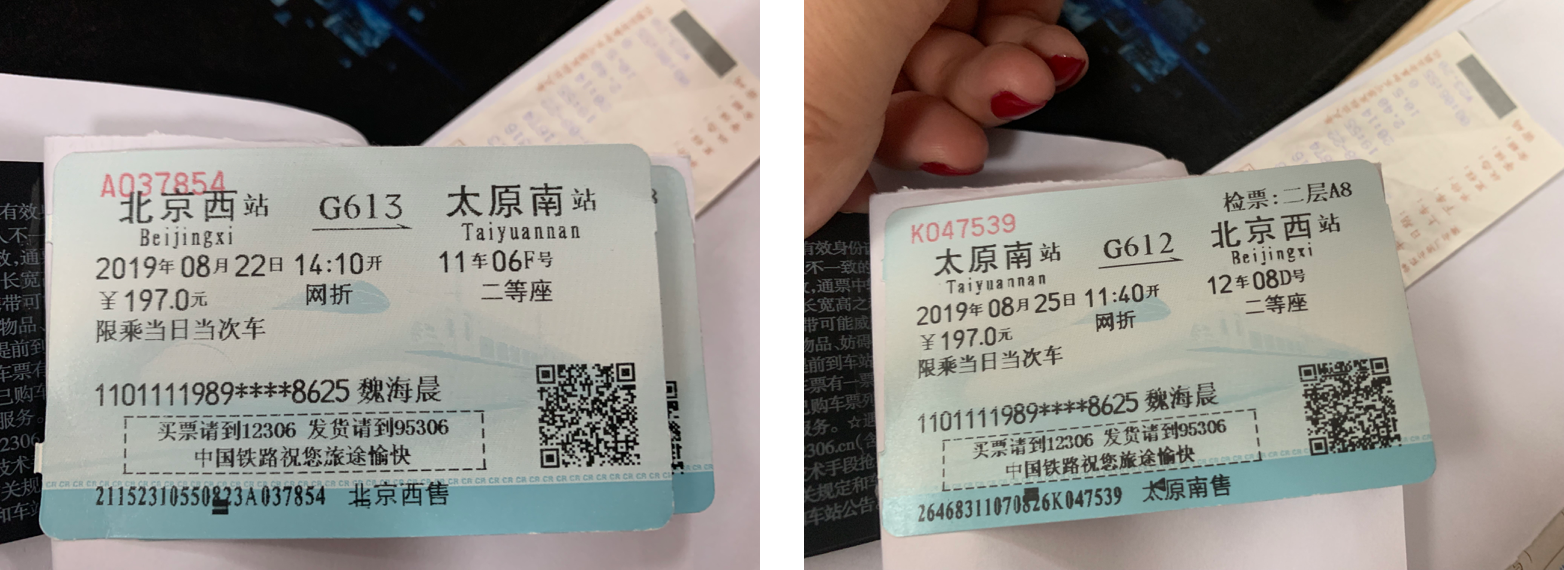 A037854
北京西站 G613 太原南站
Beijingxi Taiyuannan
2019年08月22日 14:10开 11车06F号
￥197.0元 网折 二等座
限乘当日当次车
1101111989****8625 魏海晨
买票请到12306 发货请到95306
中国铁路祝您旅途愉快
21152310550823A037854 北京西售
检票:二层A8
K047539
太原南站 G612 北京西站
Taiyuannan Beijingxi
2019年08月25日 11:40开 12车08D号
￥197.0元 网折 二等座
限乘当日当次车
1101111989****8625 魏海晨
买票请到12306 发货请到95306
中国铁路祝您旅途愉快
26468311070826K047539 太原南售